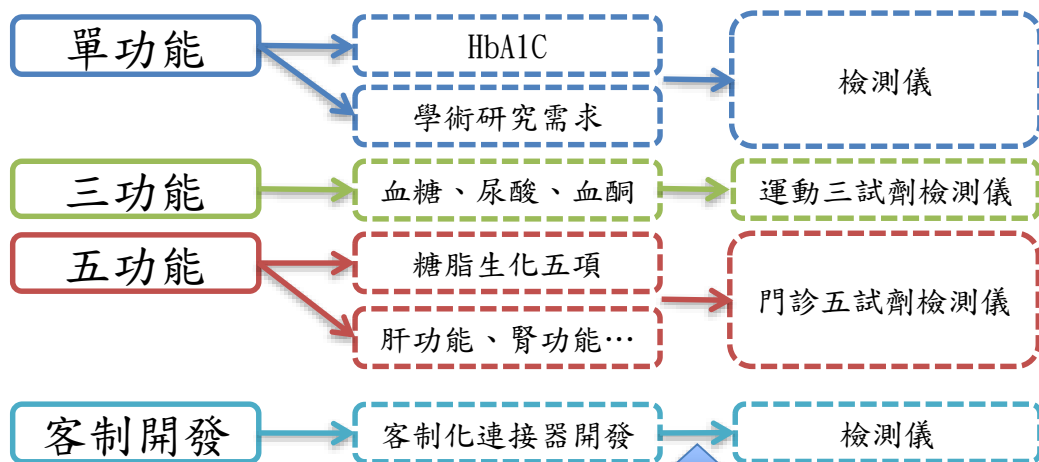 單功能
HbA1C
學術研究需求
檢測儀
三功能
血糖、尿酸、血酮
運動三試劑檢測儀
五功能
糖脂生化五項
肝功能、腎功能…
門診五試劑檢測儀
客制開發
客制化連接器開發
檢測儀